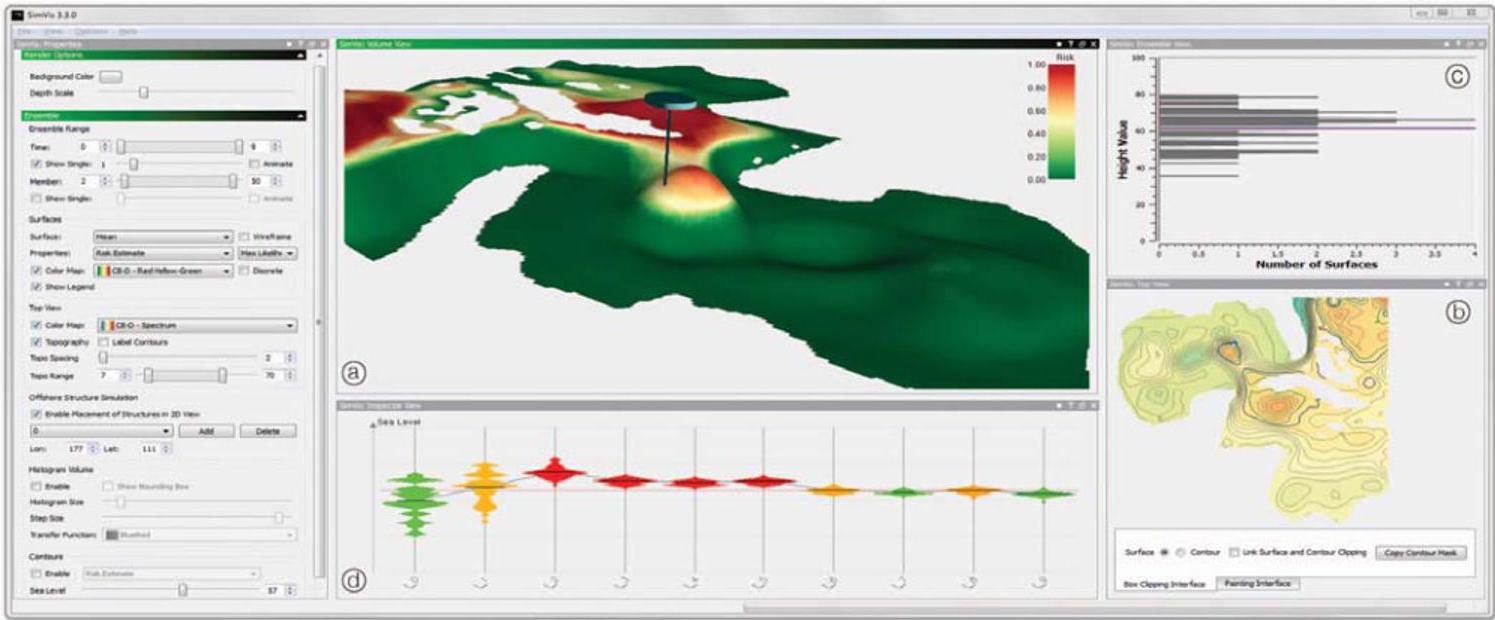 SimVis 3.3.0
File View Options Help
SimVis: Properties
Render Options
Background Color
Depth Scale
Ensemble
Ensemble Range
Time: 0 9
Show Single: 1 Animate
Member: 2 50
Show Single: Animate
Surfaces
Surface: Mean Wireframe
Properties: Risk Estimate Max Likelih
Color Map: CB-D - Red-Yellow-Green Discrete
Show Legend
Top View
Color Map: CB-D - Spectrum
Topography Label Contours
Topo Spacing 2
Topo Range 7 70
Offshore Structure Simulation
Enable Placement of Structures in 2D View
0 Add Delete
Lon: 177 Lat: 111
Histogram Volume
Enable Show Bounding Box
Histogram Size
Step Size
Transfer Function: BlueRed
Contours
Enable Risk Estimate
Sea Level 57
SimVis: Volume View
Risk
1.00
0.80
0.60
0.40
0.20
0.00
a
SimVis: Inspector View
Sea Level
d
SimVis: Ensemble View
c
Height Value
100
80
60
40
20
0
0 0.5 1 1.5 2 2.5 3 3.5 4
Number of Surfaces
SimVis: Top View
b
Surface Contour Link Surface and Contour Clipping Copy Contour Mask
Box Clipping Interface Painting Interface